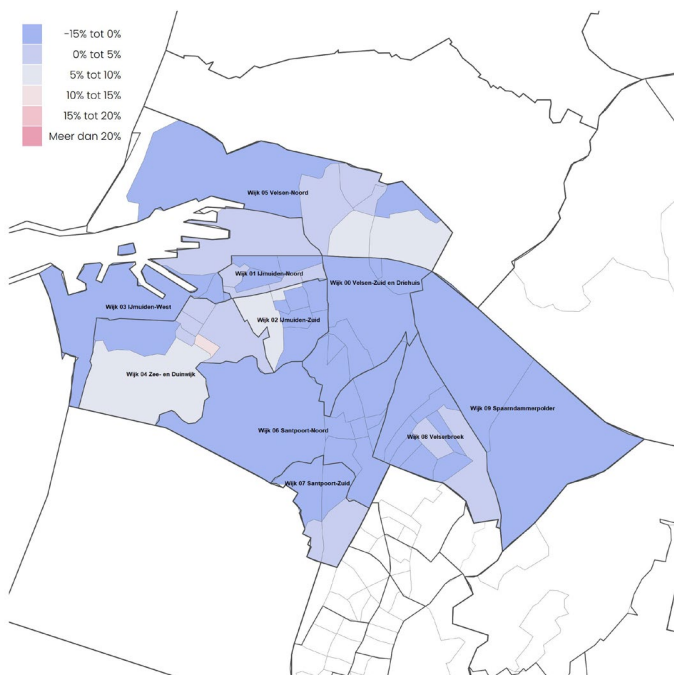 -15% tot 0%
0% tot 5%
5% tot 10%
10% tot 15%
15% tot 20%
Meer dan 20%
Wijk 05 Velsen-Noord
Wijk 01 IJmuiden-Noord
Wijk 00 Velsen-Zuid en Driehuis
Wijk 03 IJmuiden-West
Wijk 02 IJmuiden-Zuid
Wijk 04 Zee- en Duinwijk
Wijk 09 Spaarndammerpolder
Wijk 06 Santpoort-Noord
Wijk 08 Velserbroek
Wijk 07 Santpoort-Zuid